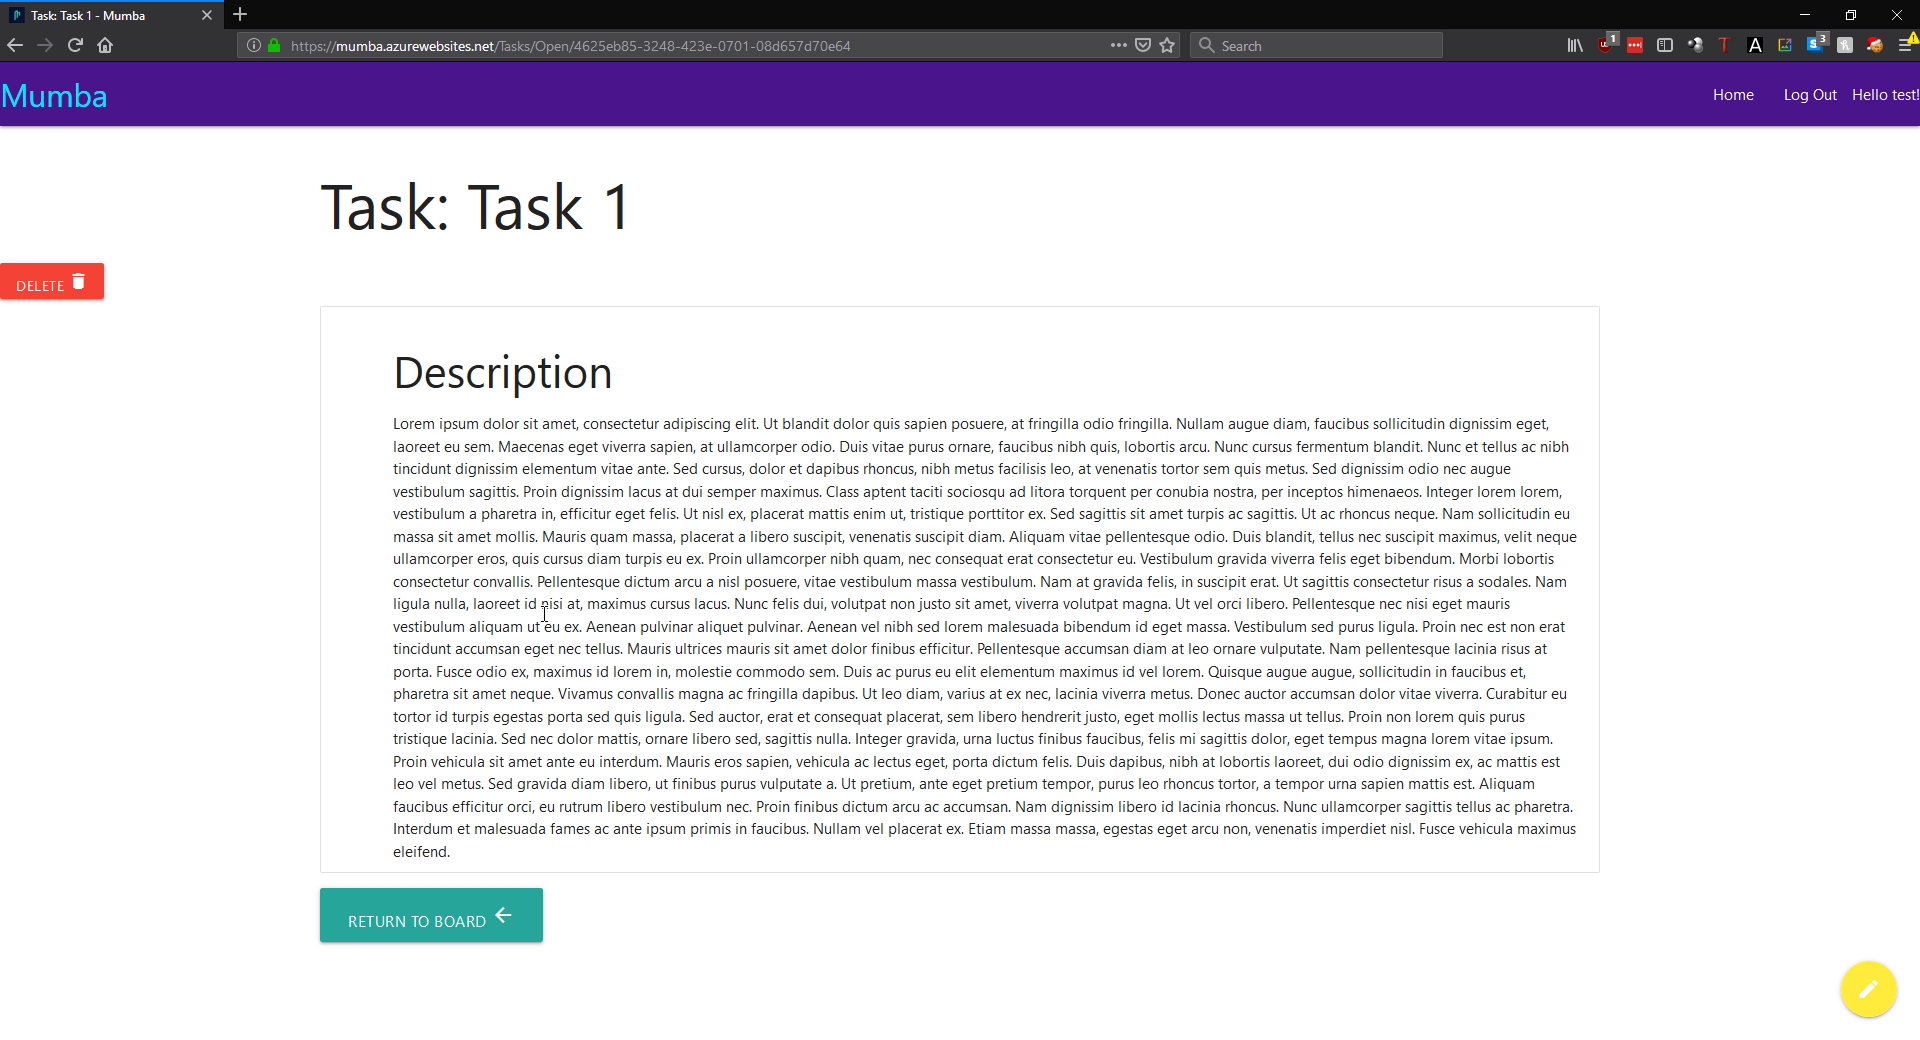 Task: Task 1 - Mumba
https://mumba.azurewebsites.net/Tasks/Open/4625eb85-3248-423e-0701-08d657d70e64
Search
1
3
Mumba
Home
Log Out
Hello test!
Task: Task 1
DELETE
Description
Lorem ipsum dolor sit amet, consectetur adipiscing elit. Ut blandit dolor quis sapien posuere, at fringilla odio fringilla. Nullam augue diam, faucibus sollicitudin dignissim eget,
laoreet eu sem. Maecenas eget viverra sapien, at ullamcorper odio. Duis vitae purus ornare, faucibus nibh quis, lobortis arcu. Nunc cursus fermentum blandit. Nunc et tellus ac nibh
tincidunt dignissim elementum vitae ante. Sed cursus, dolor et dapibus rhoncus, nibh metus facilisis leo, at venenatis tortor sem quis metus. Sed dignissim odio nec augue
vestibulum sagittis. Proin dignissim lacus at dui semper maximus. Class aptent taciti sociosqu ad litora torquent per conubia nostra, per inceptos himenaeos. Integer lorem lorem,
vestibulum a pharetra in, efficitur eget felis. Ut nisl ex, placerat mattis enim ut, tristique porttitor ex. Sed sagittis sit amet turpis ac sagittis. Ut ac rhoncus neque. Nam sollicitudin eu
massa sit amet mollis. Mauris quam massa, placerat a libero suscipit, venenatis suscipit diam. Aliquam vitae pellentesque odio. Duis blandit, tellus nec suscipit maximus, velit neque
ullamcorper eros, quis cursus diam turpis eu ex. Proin ullamcorper nibh quam, nec consequat erat consectetur eu. Vestibulum gravida viverra felis eget bibendum. Morbi lobortis
consectetur convallis. Pellentesque dictum arcu a nisl posuere, vitae vestibulum massa vestibulum. Nam at gravida felis, in suscipit erat. Ut sagittis consectetur risus a sodales. Nam
ligula nulla, laoreet id nisi at, maximus cursus lacus. Nunc felis dui, volutpat non justo sit amet, viverra volutpat magna. Ut vel orci libero. Pellentesque nec nisi eget mauris
vestibulum aliquam ut eu ex. Aenean pulvinar aliquet pulvinar. Aenean vel nibh sed lorem malesuada bibendum id eget massa. Vestibulum sed purus ligula. Proin nec est non erat
tincidunt accumsan eget nec tellus. Mauris ultrices mauris sit amet dolor finibus efficitur. Pellentesque accumsan diam at leo ornare vulputate. Nam pellentesque lacinia risus at
porta. Fusce odio ex, maximus id lorem in, molestie commodo sem. Duis ac purus eu elit elementum maximus id vel lorem. Quisque augue augue, sollicitudin in faucibus et,
pharetra sit amet neque. Vivamus convallis magna ac fringilla dapibus. Ut leo diam, varius at ex nec, lacinia viverra metus. Donec auctor accumsan dolor vitae viverra. Curabitur eu
tortor id turpis egestas porta sed quis ligula. Sed auctor, erat et consequat placerat, sem libero hendrerit justo, eget mollis lectus massa ut tellus. Proin non lorem quis purus
tristique lacinia. Sed nec dolor mattis, ornare libero sed, sagittis nulla. Integer gravida, urna luctus finibus faucibus, felis mi sagittis dolor, eget tempus magna lorem vitae ipsum.
Proin vehicula sit amet ante eu interdum. Mauris eros sapien, vehicula ac lectus eget, porta dictum felis. Duis dapibus, nibh at lobortis laoreet, dui odio dignissim ex, ac mattis est
leo vel metus. Sed gravida diam libero, ut finibus purus vulputate a. Ut pretium, ante eget pretium tempor, purus leo rhoncus tortor, a tempor urna sapien mattis est. Aliquam
faucibus efficitur orci, eu rutrum libero vestibulum nec. Proin finibus dictum arcu ac accumsan. Nam dignissim libero id lacinia rhoncus. Nunc ullamcorper sagittis tellus ac pharetra.
Interdum et malesuada fames ac ante ipsum primis in faucibus. Nullam vel placerat ex. Etiam massa massa, egestas eget arcu non, venenatis imperdiet nisl. Fusce vehicula maximus
eleifend.
RETURN TO BOARD